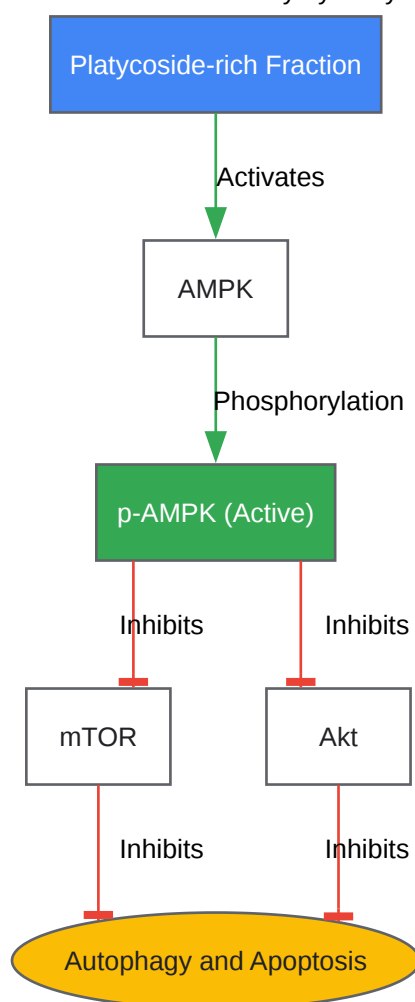 Platycoside-rich Fraction
Activates
AMPK
Phosphorylation
p-AMPK (Active)
Inhibits Inhibits
mTOR Akt
Inhibits Inhibits
Autophagy and Apoptosis